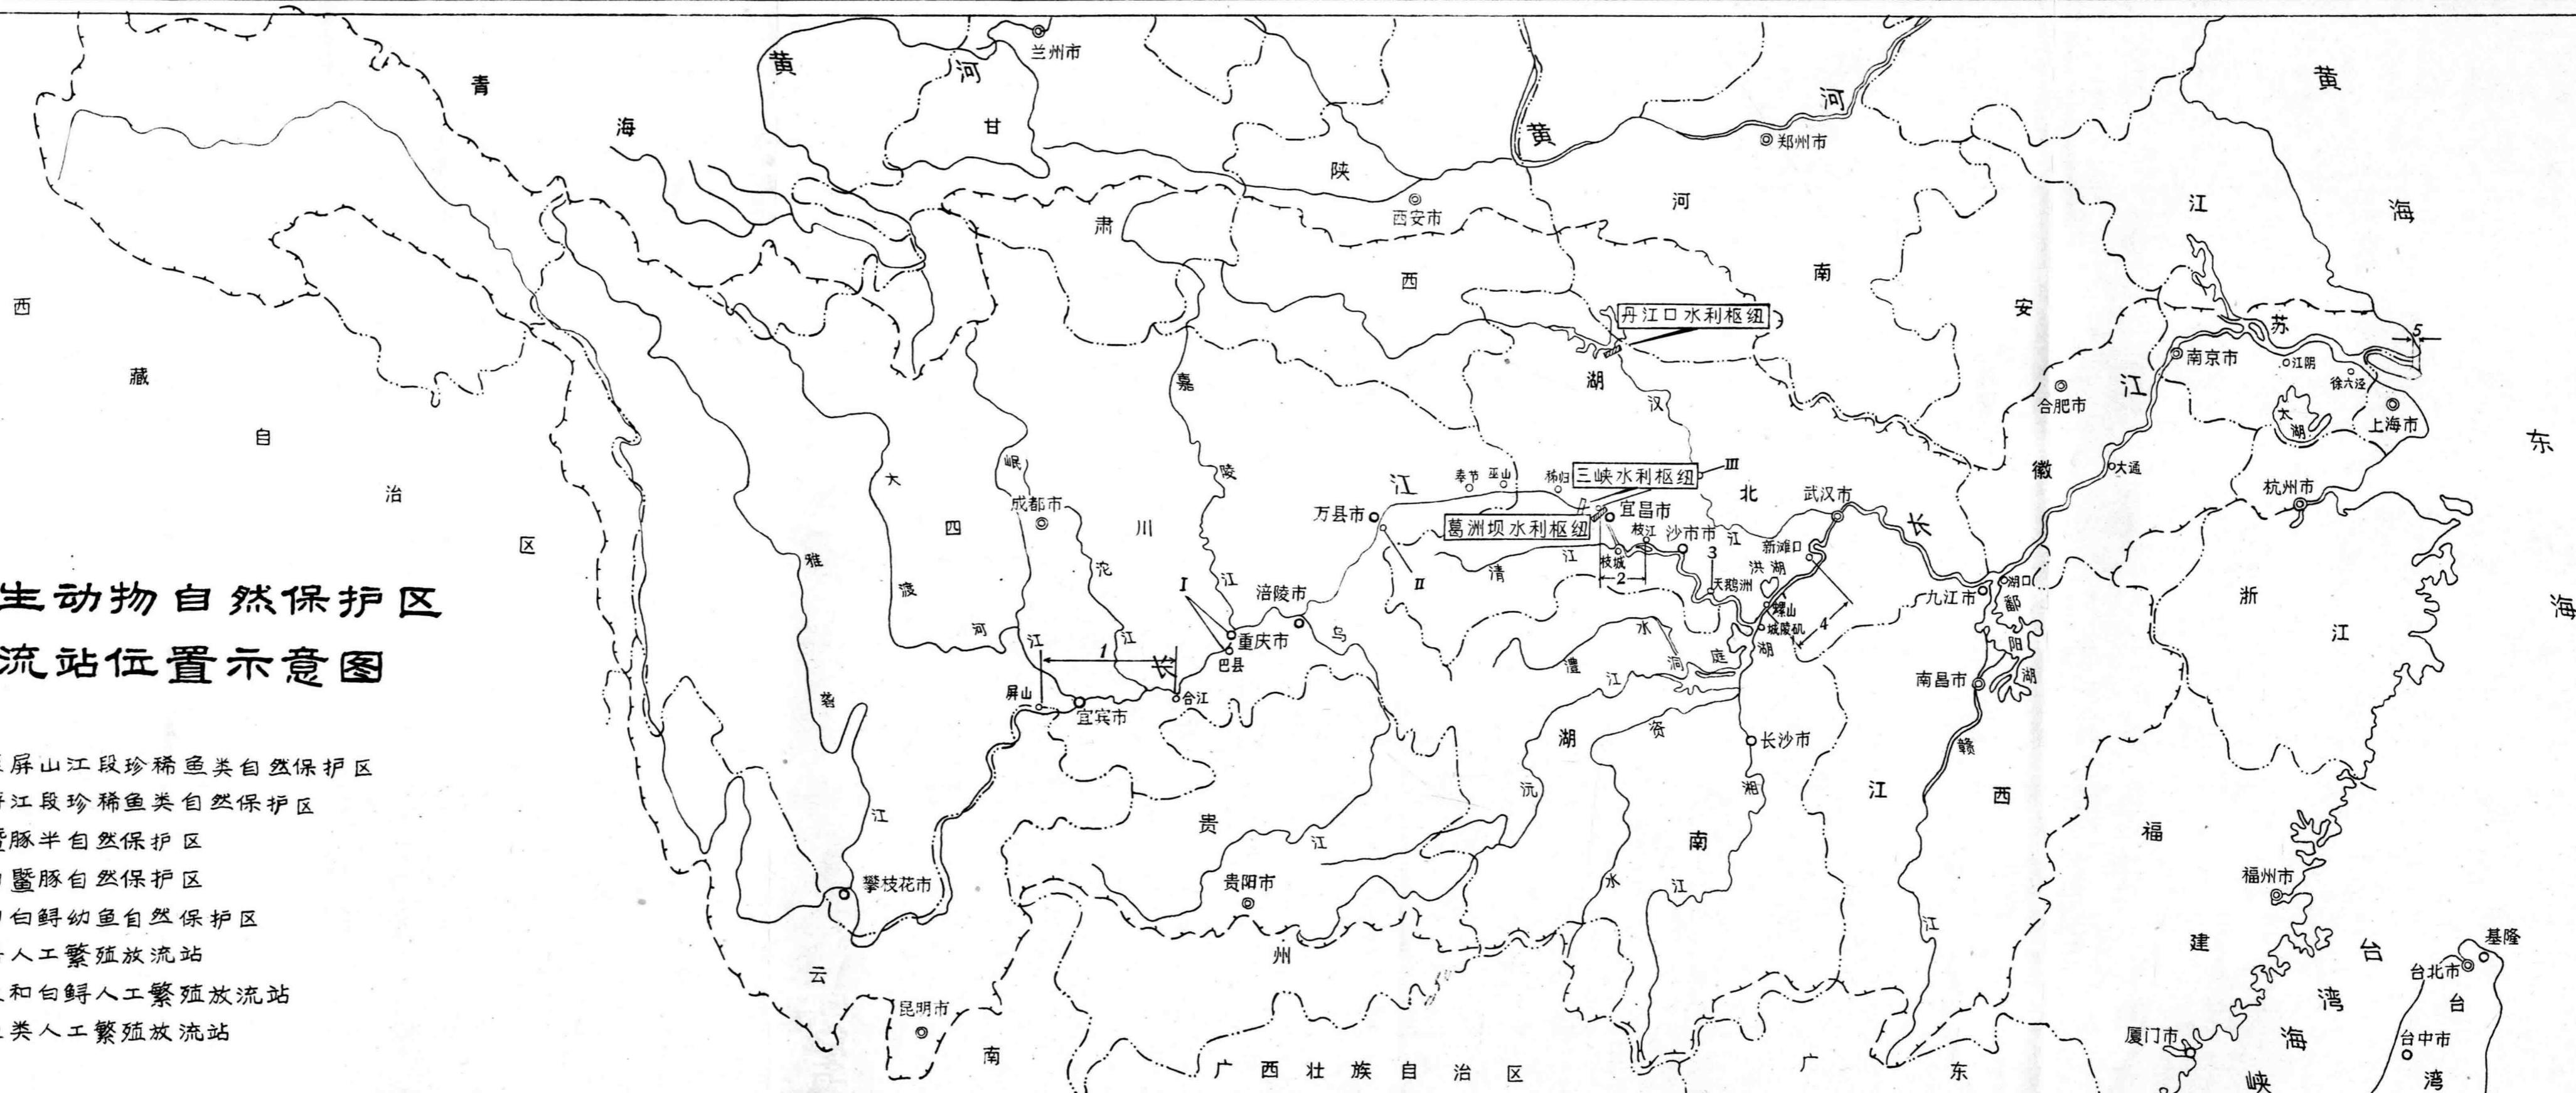 兰州市
黄河
青海
甘肃
黄河
黄海
郑州市
陕西
西安市
河南
江苏
安徽
西藏自治区
丹江口水利枢纽
湖北
汉江
嘉陵江
岷江
大渡河
雅砻江
沱江
四川
成都市
南京市
江阴
徐六泾
5
太湖
上海市
合肥市
长江
大通
杭州市
东海
奉节
巫山
秭归
三峡水利枢纽
III
葛洲坝水利枢纽
宜昌市
枝江
枝城
2
沙市市
3
天鹅洲
新滩口
洪湖
武汉市
螺山
城陵矶
4
万县市
II
清江
涪陵市
I
重庆市
巴县
乌江
1
屏山
宜宾市
合江
澧水
洞庭湖
九江市
湖口
鄱阳湖
南昌市
浙江
生动物自然保护区
流站位置示意图
屏山江段珍稀鱼类自然保护区
江段珍稀鱼类自然保护区
豚半自然保护区
鱀豚自然保护区
白鲟幼鱼自然保护区
人工繁殖放流站
和白鲟人工繁殖放流站
类人工繁殖放流站
湖南
沅江
资水
长沙市
湘江
江西
赣江
攀枝花市
贵州
贵阳市
云南
昆明市
福建
福州市
厦门市
台湾海峡
基隆
台北市
台中市
台湾
广西壮族自治区
广东